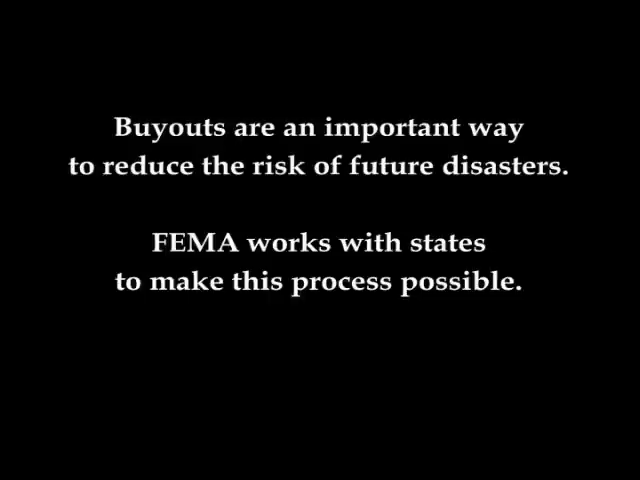 Buyouts are an important way
to reduce the risk of future disasters.
FEMA works with states
to make this process possible.